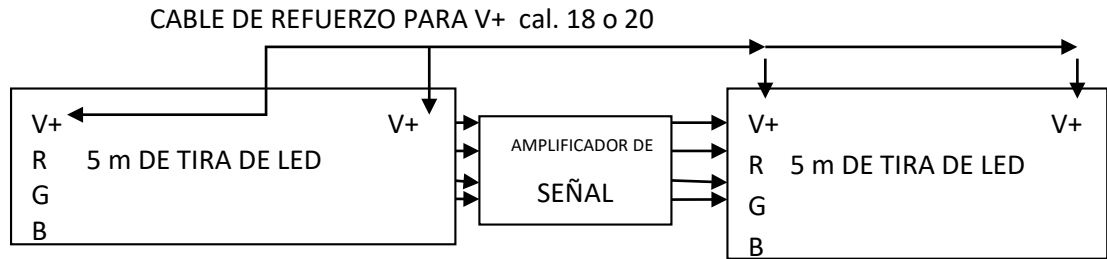 CABLE DE REFUERZO PARA V+ cal. 18 o 20
V+ V+
R 5 m DE TIRA DE LED
G
B
AMPLIFICADOR DE
SEÑAL
V+ V+
R 5 m DE TIRA DE LED
G
B